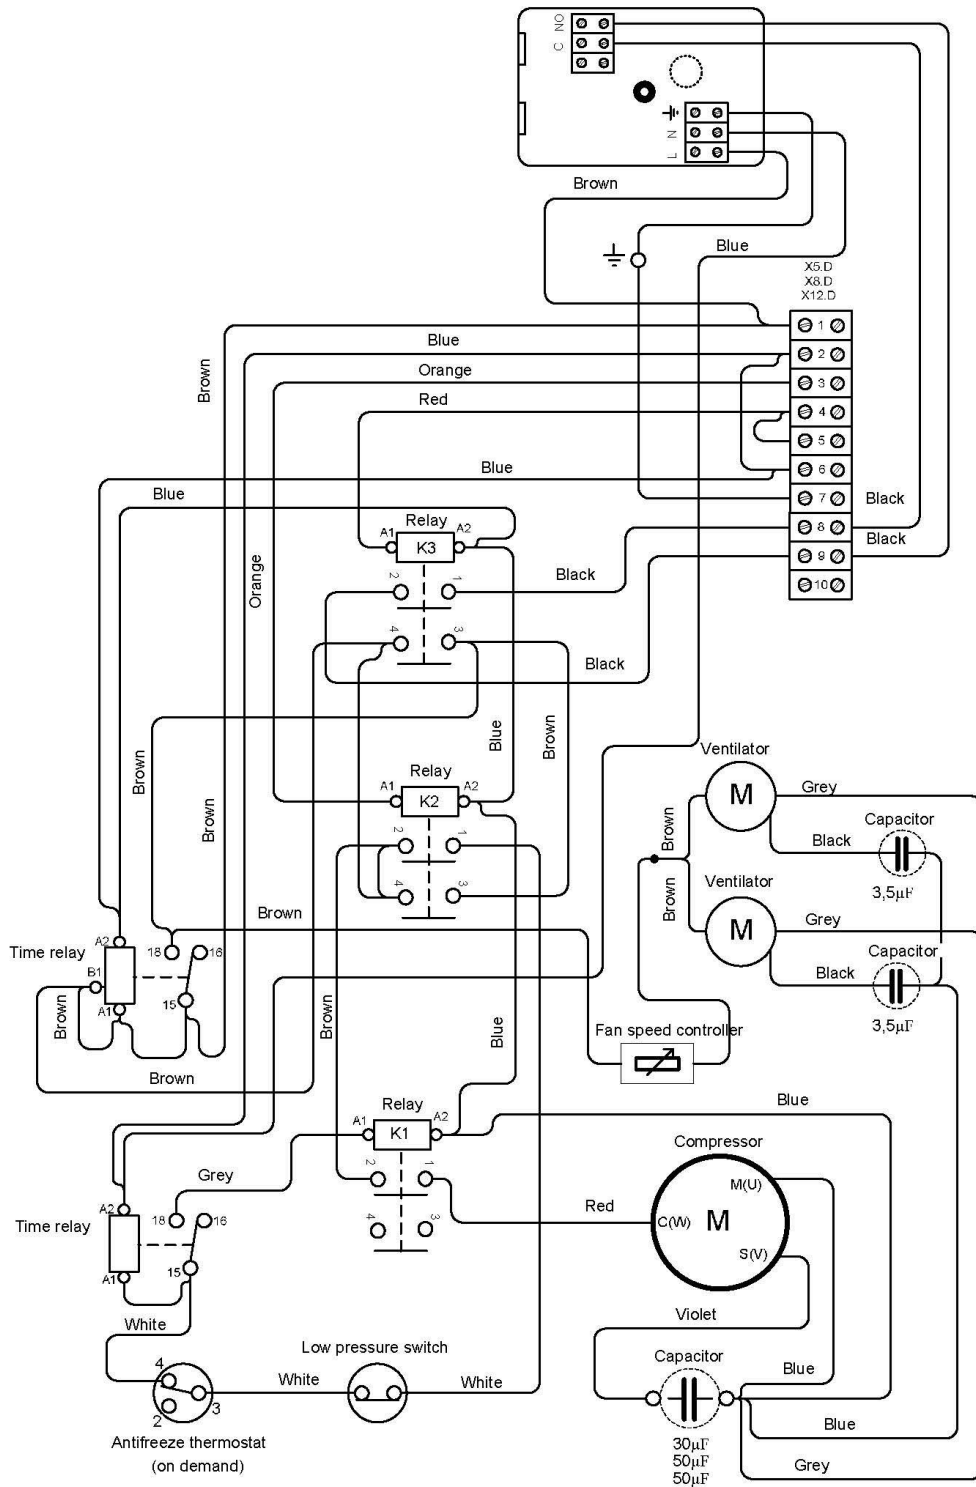 NO
C
N
L
Brown
Blue
X5.D
X8.D
X12.D
1
2
3
4
5
6
7
8
9
10
Blue
Orange
Red
Brown
Blue
Blue
Black
Black
Relay
A1
A2
K3
2
1
Black
Orange
4
3
Black
Brown
Brown
Blue
Brown
Relay
A1
A2
K2
2
1
4
3
Ventilator
M
Grey
Capacitor
Black
3,5µF
Brown
Brown
Ventilator
M
Grey
Capacitor
Black
3,5µF
Brown
Time relay
A2
B1
A1
18
16
15
Brown
Brown
Brown
Blue
Fan speed controller
Relay
A1
A2
K1
2
1
4
3
Blue
Grey
Red
Compressor
M(U)
C(W)
M
S(V)
Time relay
A2
A1
18
16
15
White
Violet
Low pressure switch
Capacitor
4
3
2
White
White
Blue
Blue
Antifreeze thermostat
(on demand)
30µF
50µF
50µF
Grey